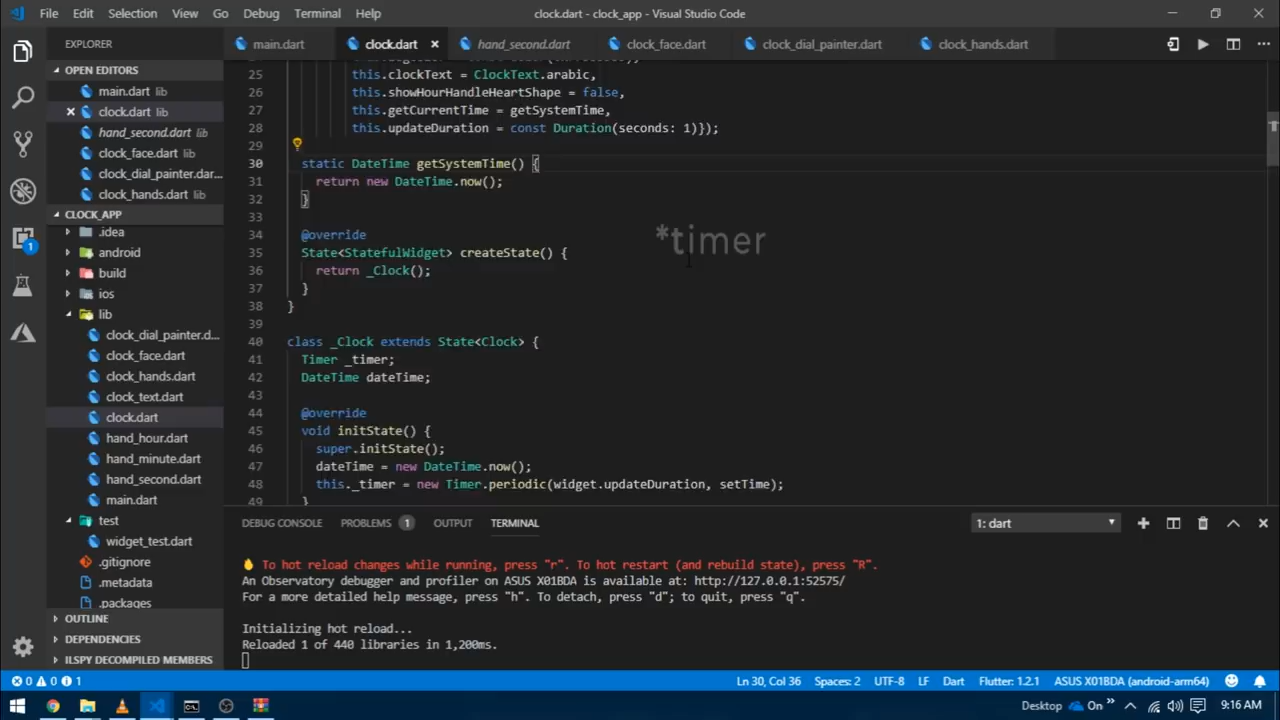 File Edit Selection View Go Debug Terminal Help clock.dart - clock_app - Visual Studio Code
EXPLORER
OPEN EDITORS
main.dart lib
clock.dart lib
hand_second.dart lib
clock_face.dart lib
clock_dial_painter.dar...
clock_hands.dart lib
CLOCK_APP
.idea
android
build
ios
lib
clock_dial_painter.d...
clock_face.dart
clock_hands.dart
clock_text.dart
clock.dart
hand_hour.dart
hand_minute.dart
hand_second.dart
main.dart
test
widget_test.dart
.gitignore
.metadata
.packages
OUTLINE
DEPENDENCIES
ILSPY DECOMPILED MEMBERS
main.dart clock.dart hand_second.dart clock_face.dart clock_dial_painter.dart clock_hands.dart
25 this.clockText = ClockText.arabic,
26 this.showHourHandleHeartShape = false,
27 this.getCurrentTime = getSystemTime,
28 this.updateDuration = const Duration(seconds: 1)});
29
30 static DateTime getSystemTime() {
31 return new DateTime.now();
32 }
33
34 @override
35 State<StatefulWidget> createState() {
36 return _Clock();
37 }
38 }
39
40 class _Clock extends State<Clock> {
41 Timer _timer;
42 DateTime dateTime;
43
44 @override
45 void initState() {
46 super.initState();
47 dateTime = new DateTime.now();
48 this._timer = new Timer.periodic(widget.updateDuration, setTime);
49 }
*timer
DEBUG CONSOLE PROBLEMS 1 OUTPUT TERMINAL 1: dart
To hot reload changes while running, press "r". To hot restart (and rebuild state), press "R".
An Observatory debugger and profiler on ASUS X01BDA is available at: http://127.0.0.1:52575/
For a more detailed help message, press "h". To detach, press "d"; to quit, press "q".
Initializing hot reload...
Reloaded 1 of 440 libraries in 1,200ms.
0 0 1 Ln 30, Col 36 Spaces: 2 UTF-8 LF Dart Flutter: 1.2.1 ASUS X01BDA (android-arm64)
Desktop On 9:16 AM